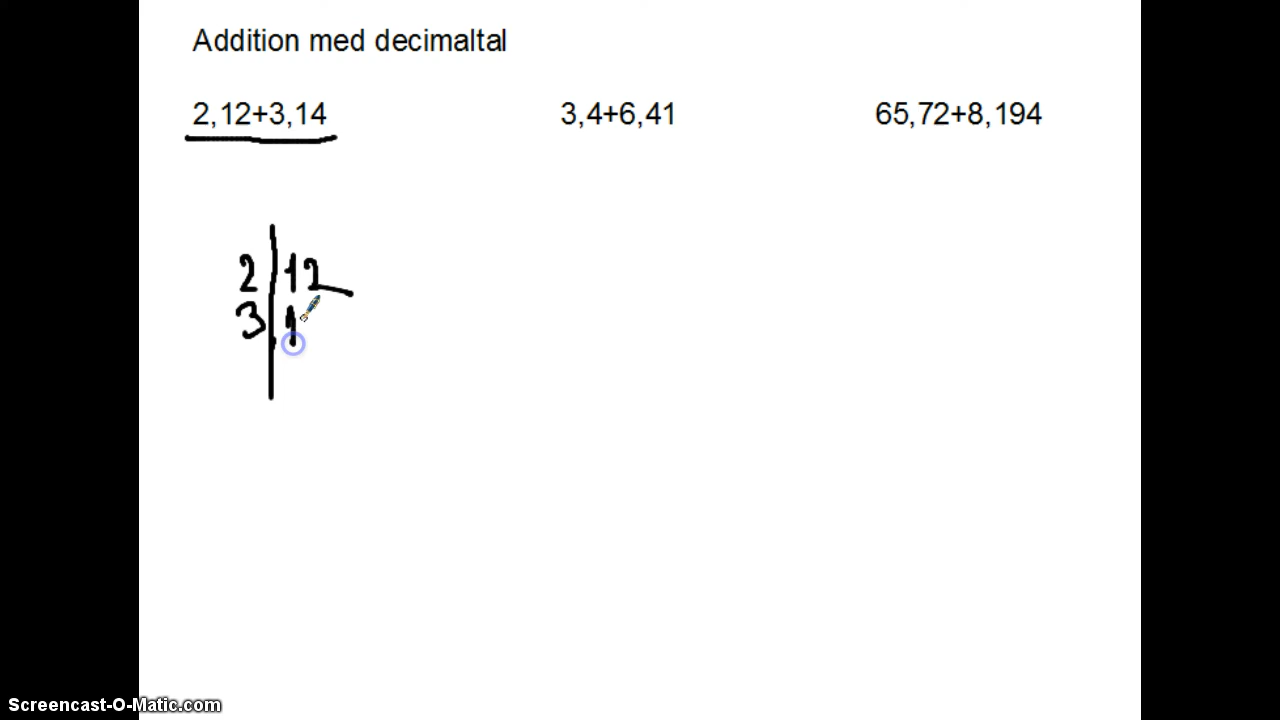 Addition med decimaltal
2,12+3,14 3,4+6,41 65,72+8,194
2 12
3 1
Screencast-O-Matic.com